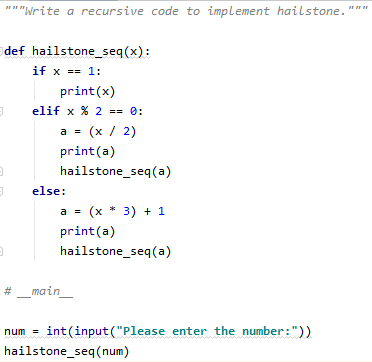 """Write a recursive code to implement hailstone."""
def hailstone_seq(x):
    if x == 1:
        print(x)
    elif x % 2 == 0:
        a = (x / 2)
        print(a)
        hailstone_seq(a)
    else:
        a = (x * 3) + 1
        print(a)
        hailstone_seq(a)
# __main__
num = int(input("Please enter the number:"))
hailstone_seq(num)